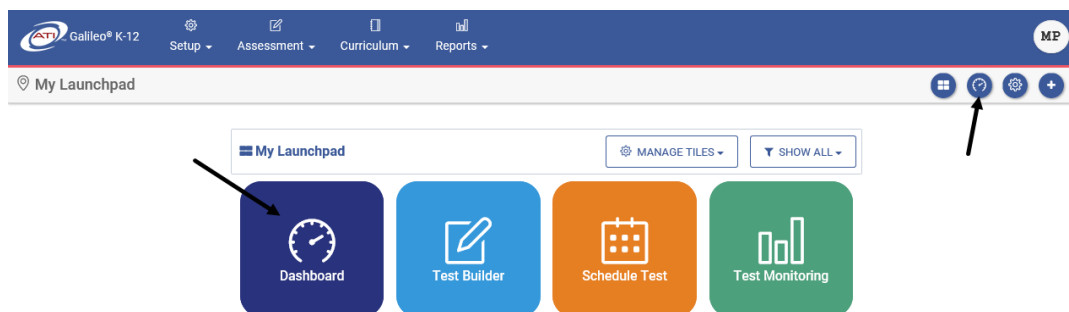 ATI Galileo® K-12
Setup
Assessment
Curriculum
Reports
MP
My Launchpad
My Launchpad
MANAGE TILES
SHOW ALL
Dashboard
Test Builder
Schedule Test
Test Monitoring